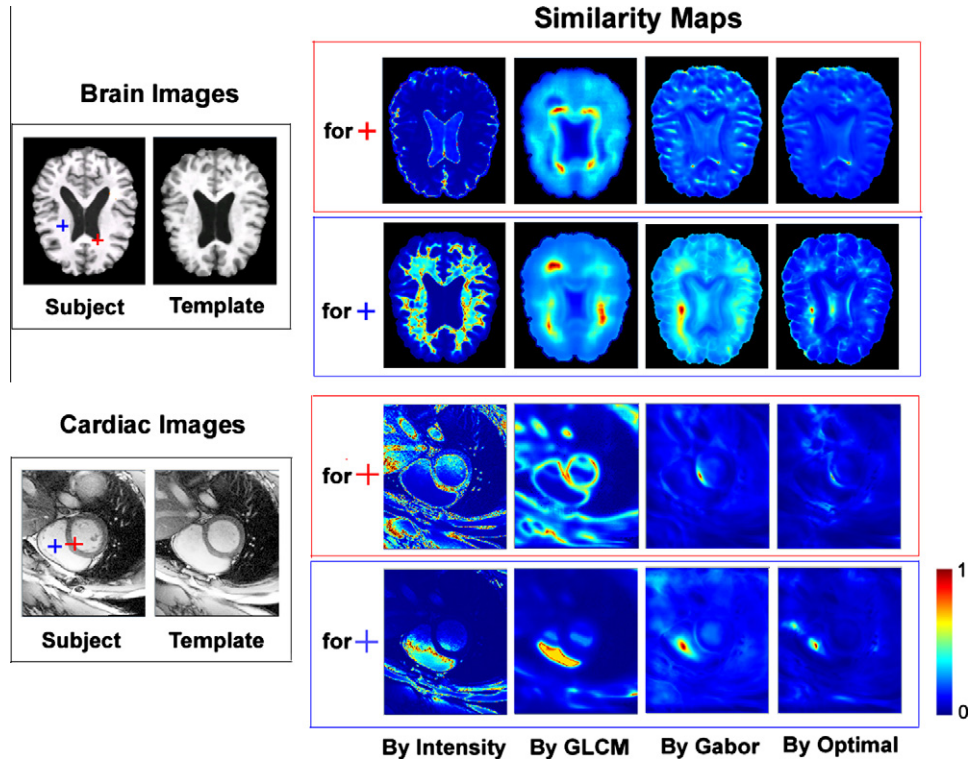 Similarity Maps
Brain Images
for +
Subject Template
for +
Cardiac Images
for +
Subject Template
for +
1
0
By Intensity By GLCM By Gabor By Optimal